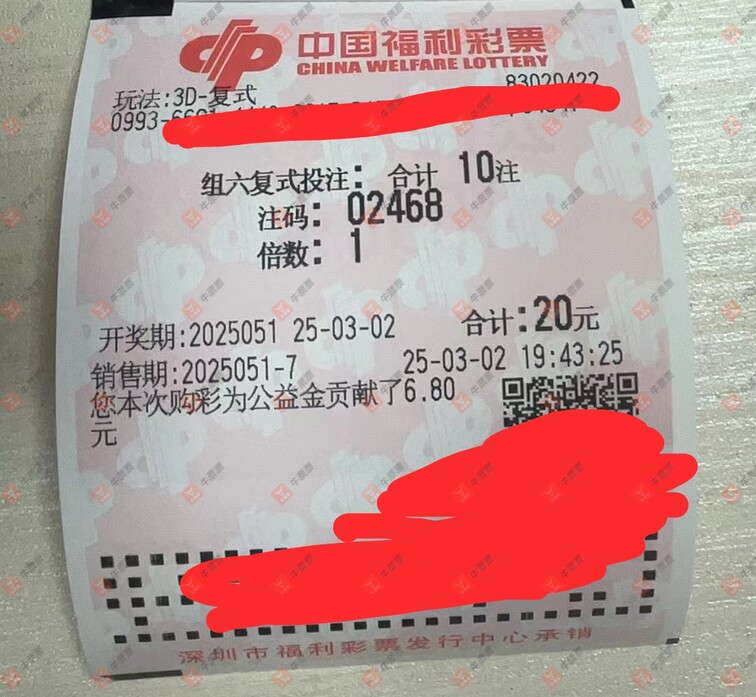 中国福利彩票
CHINA WELFARE LOTTERY
玩法:3D-复式 83020422
0993-
组六复式投注: 合计 10注
注码: 02468
倍数: 1
开奖期:2025051 25-03-02 合计:20元
销售期:2025051-7 25-03-02 19:43:25
您本次购彩为公益金贡献了6.80
元
深圳市福利彩票发行中心承销